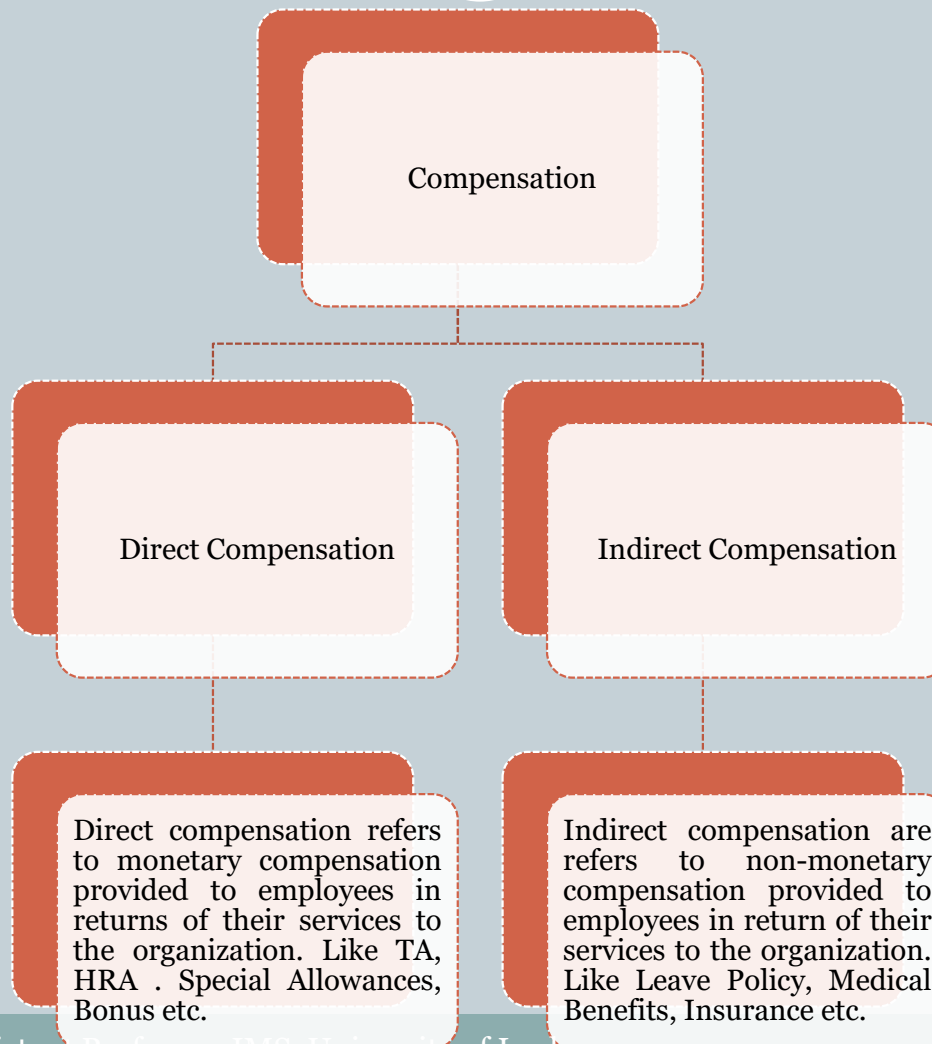 Compensation
Direct Compensation
Indirect Compensation
Direct compensation refers
to monetary compensation
provided to employees in
returns of their services to
the organization. Like TA,
HRA . Special Allowances,
Bonus etc.
Indirect compensation are
refers to non-monetary
compensation provided to
employees in return of their
services to the organization.
Like Leave Policy, Medical
Benefits, Insurance etc.